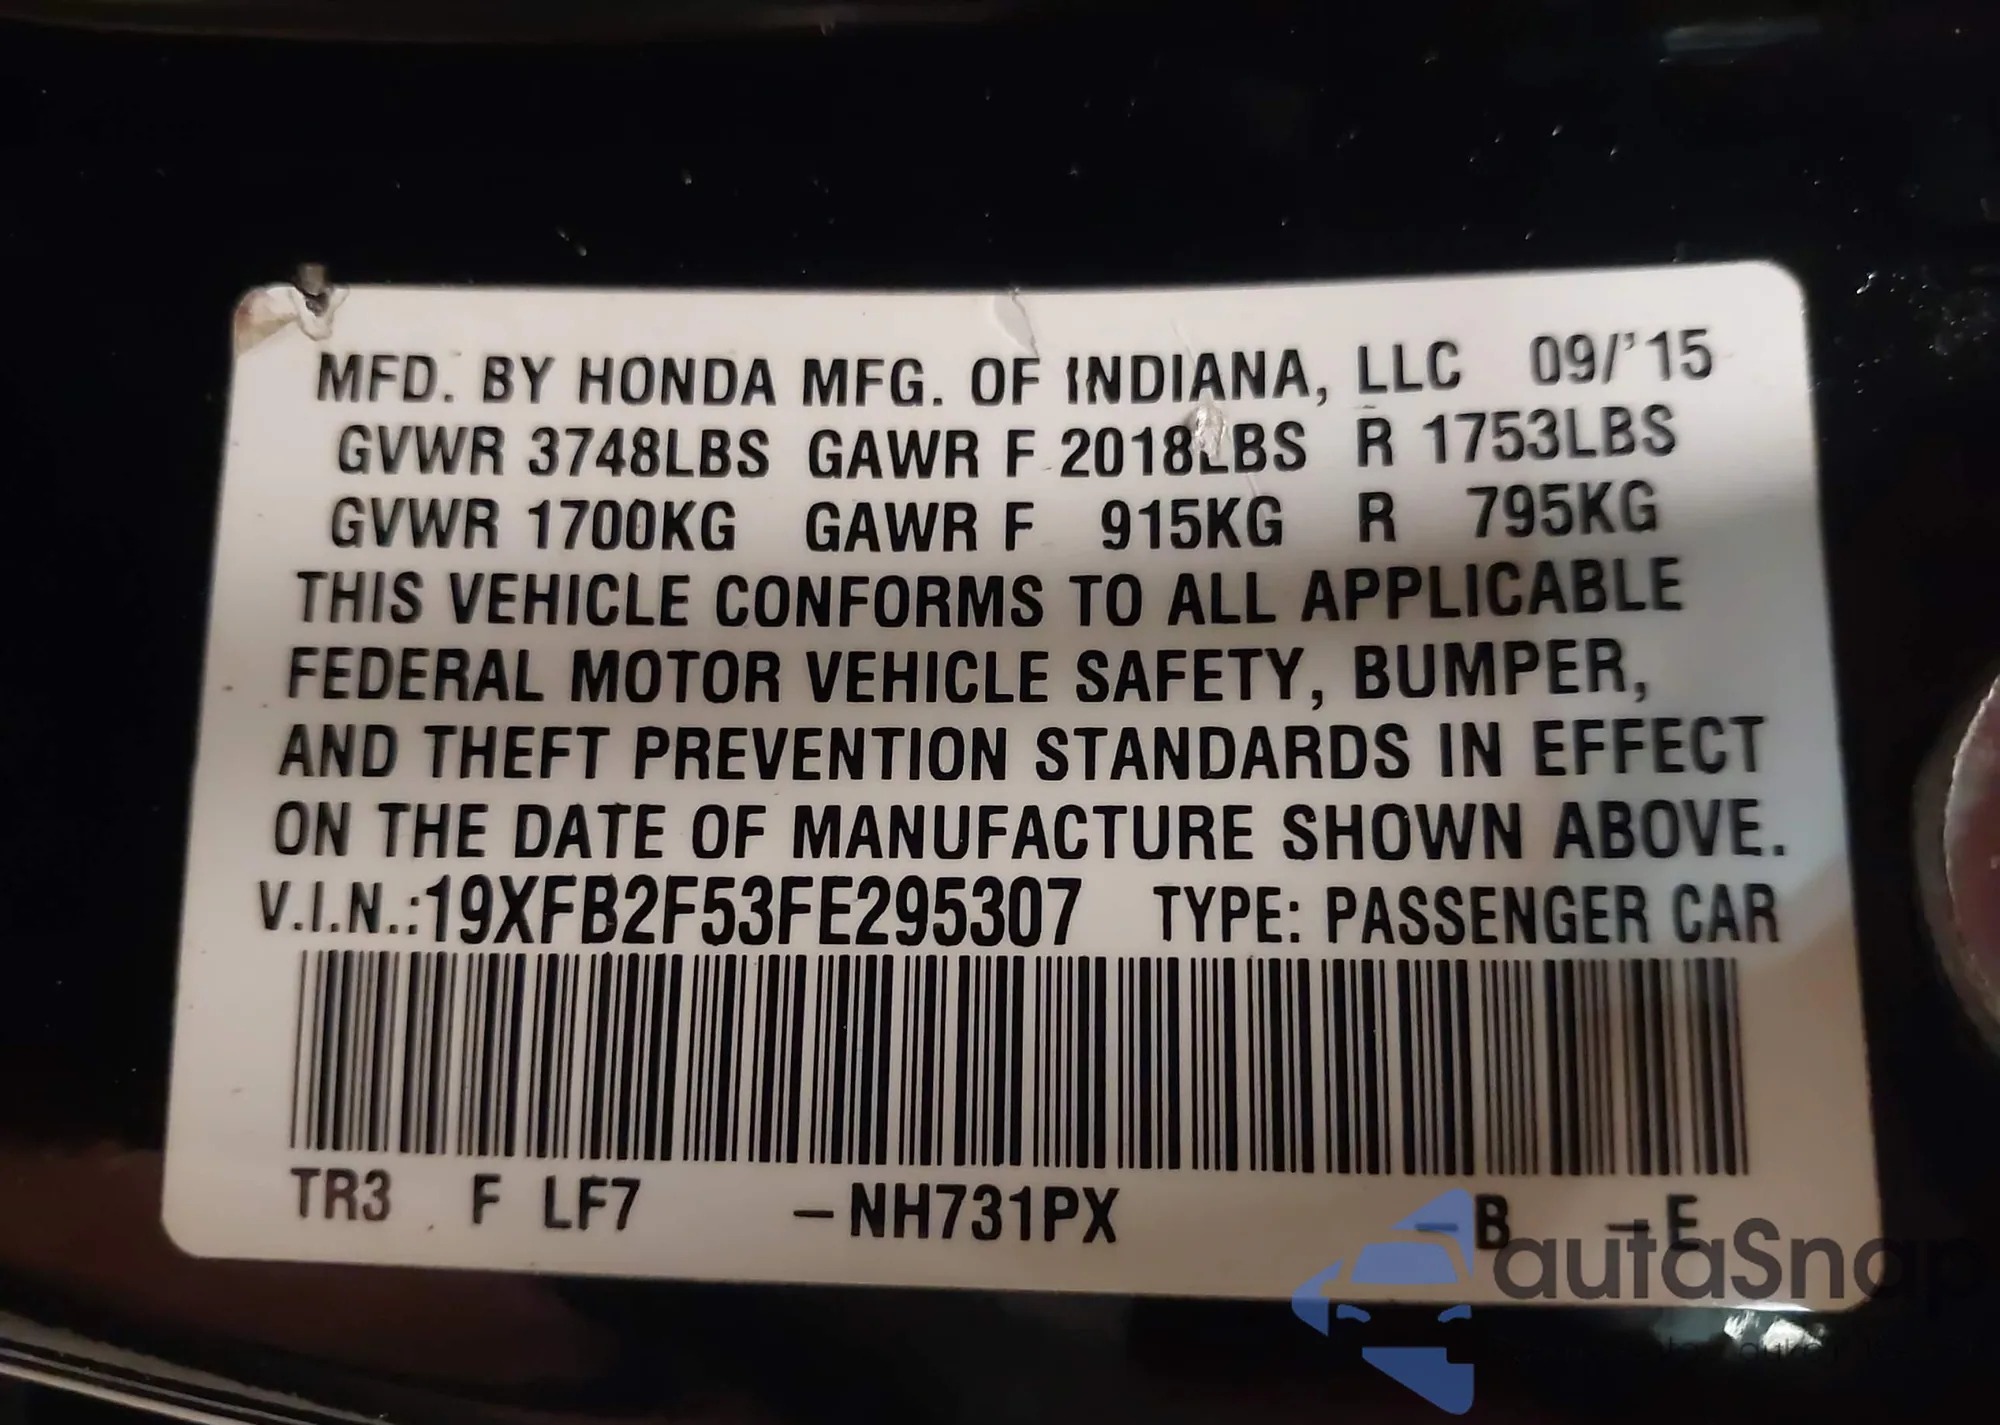 MFD. BY HONDA MFG. OF INDIANA, LLC 09/'15
GVWR 3748LBS GAWR F 2018LBS R 1753LBS
GVWR 1700KG GAWR F 915KG R 795KG
THIS VEHICLE CONFORMS TO ALL APPLICABLE
FEDERAL MOTOR VEHICLE SAFETY, BUMPER,
AND THEFT PREVENTION STANDARDS IN EFFECT
ON THE DATE OF MANUFACTURE SHOWN ABOVE.
V.I.N.:19XFB2F53FE295307 TYPE: PASSENGER CAR
TR3 F LF7 –NH731PX –B –E
autaSnap